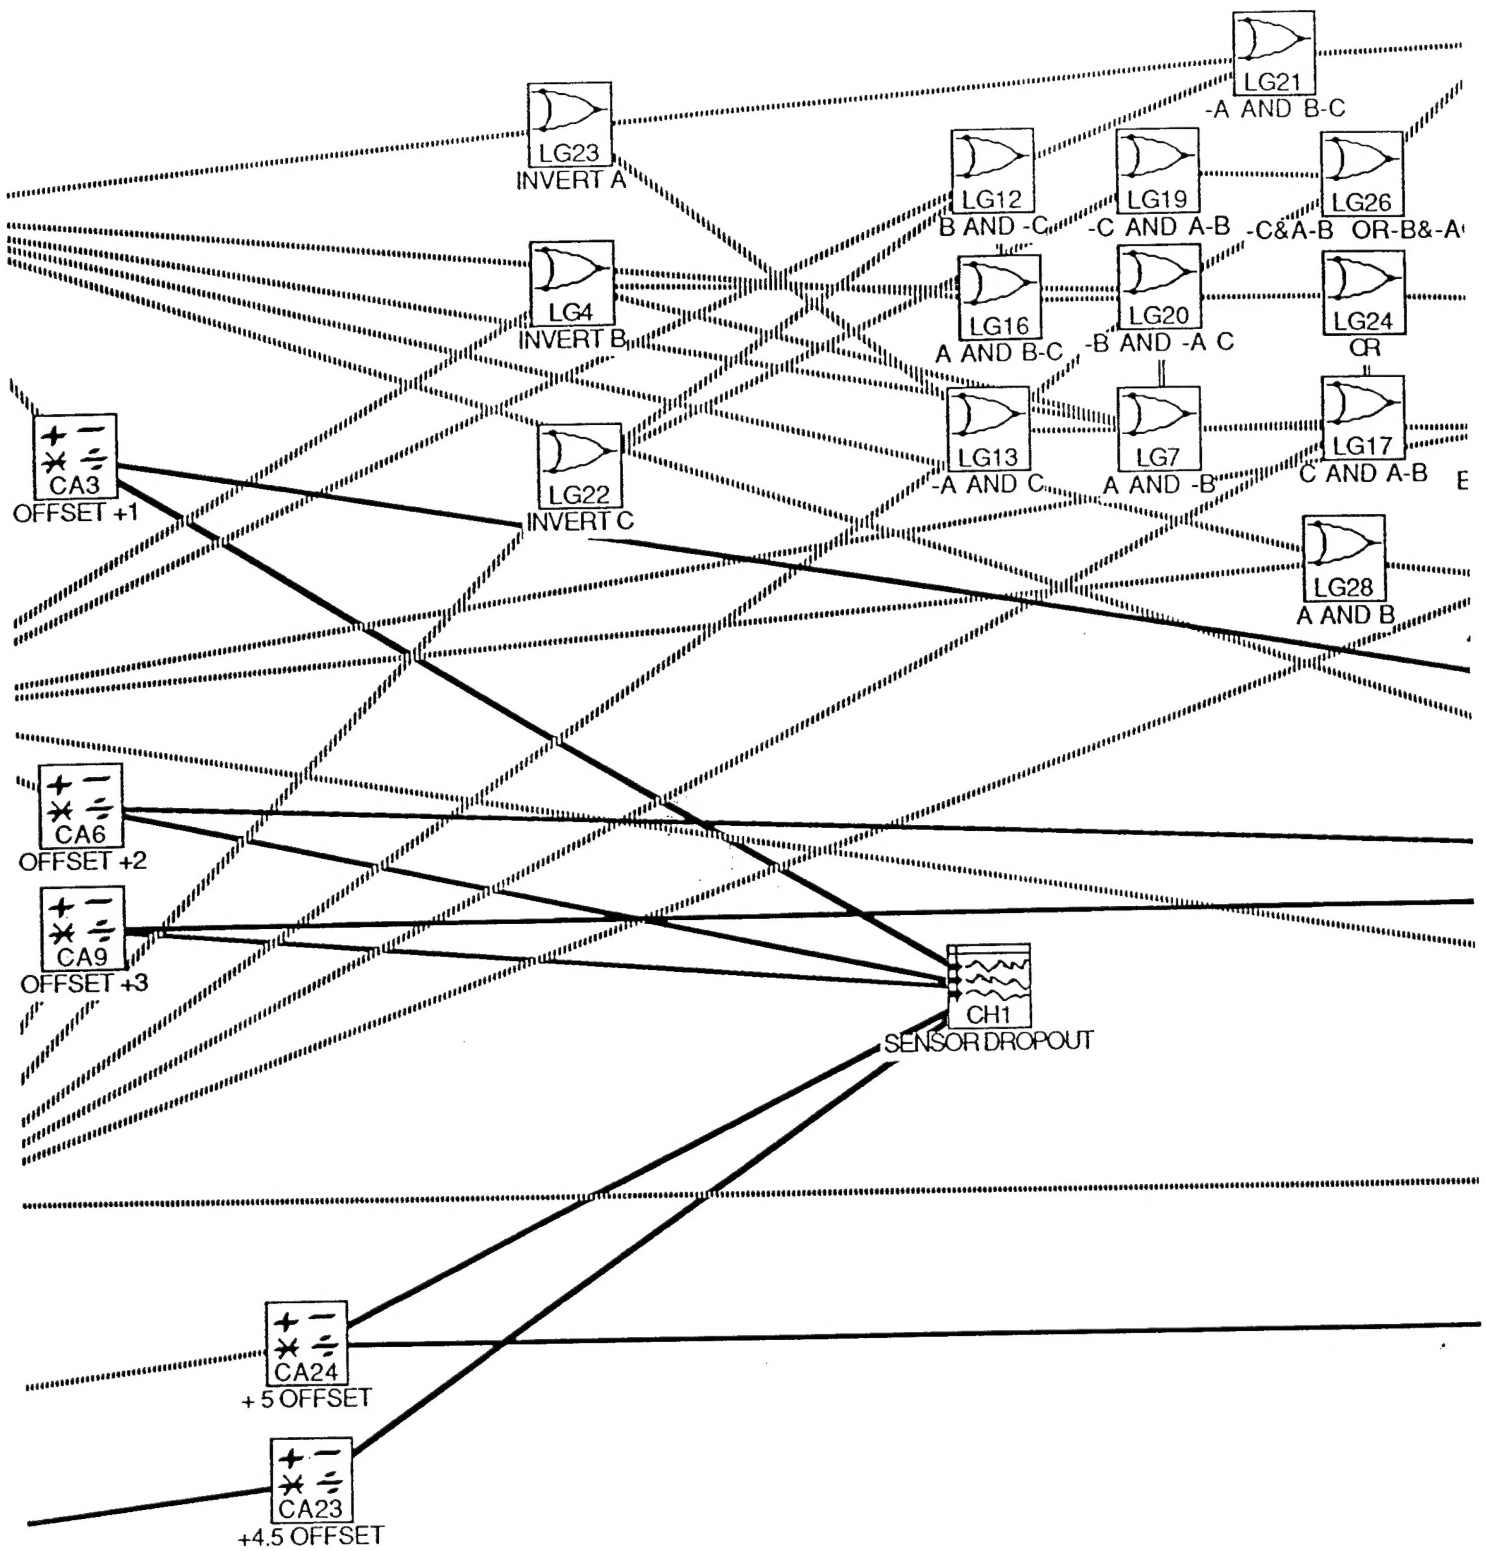 LG21
-A AND B-C
LG23
INVERT A
LG12
B AND -C
LG19
-C AND A-B
LG26
-C&A-B OR-B&-A
LG4
INVERT B
LG16
A AND B-C
LG20
-B AND -A C
LG24
OR
CA3
OFFSET +1
LG22
INVERT C
LG13
-A AND C
LG7
A AND -B
LG17
C AND A-B
E
LG28
A AND B
CA6
OFFSET +2
CA9
OFFSET +3
CH1
SENSOR DROPOUT
CA24
+ 5 OFFSET
CA23
+4.5 OFFSET